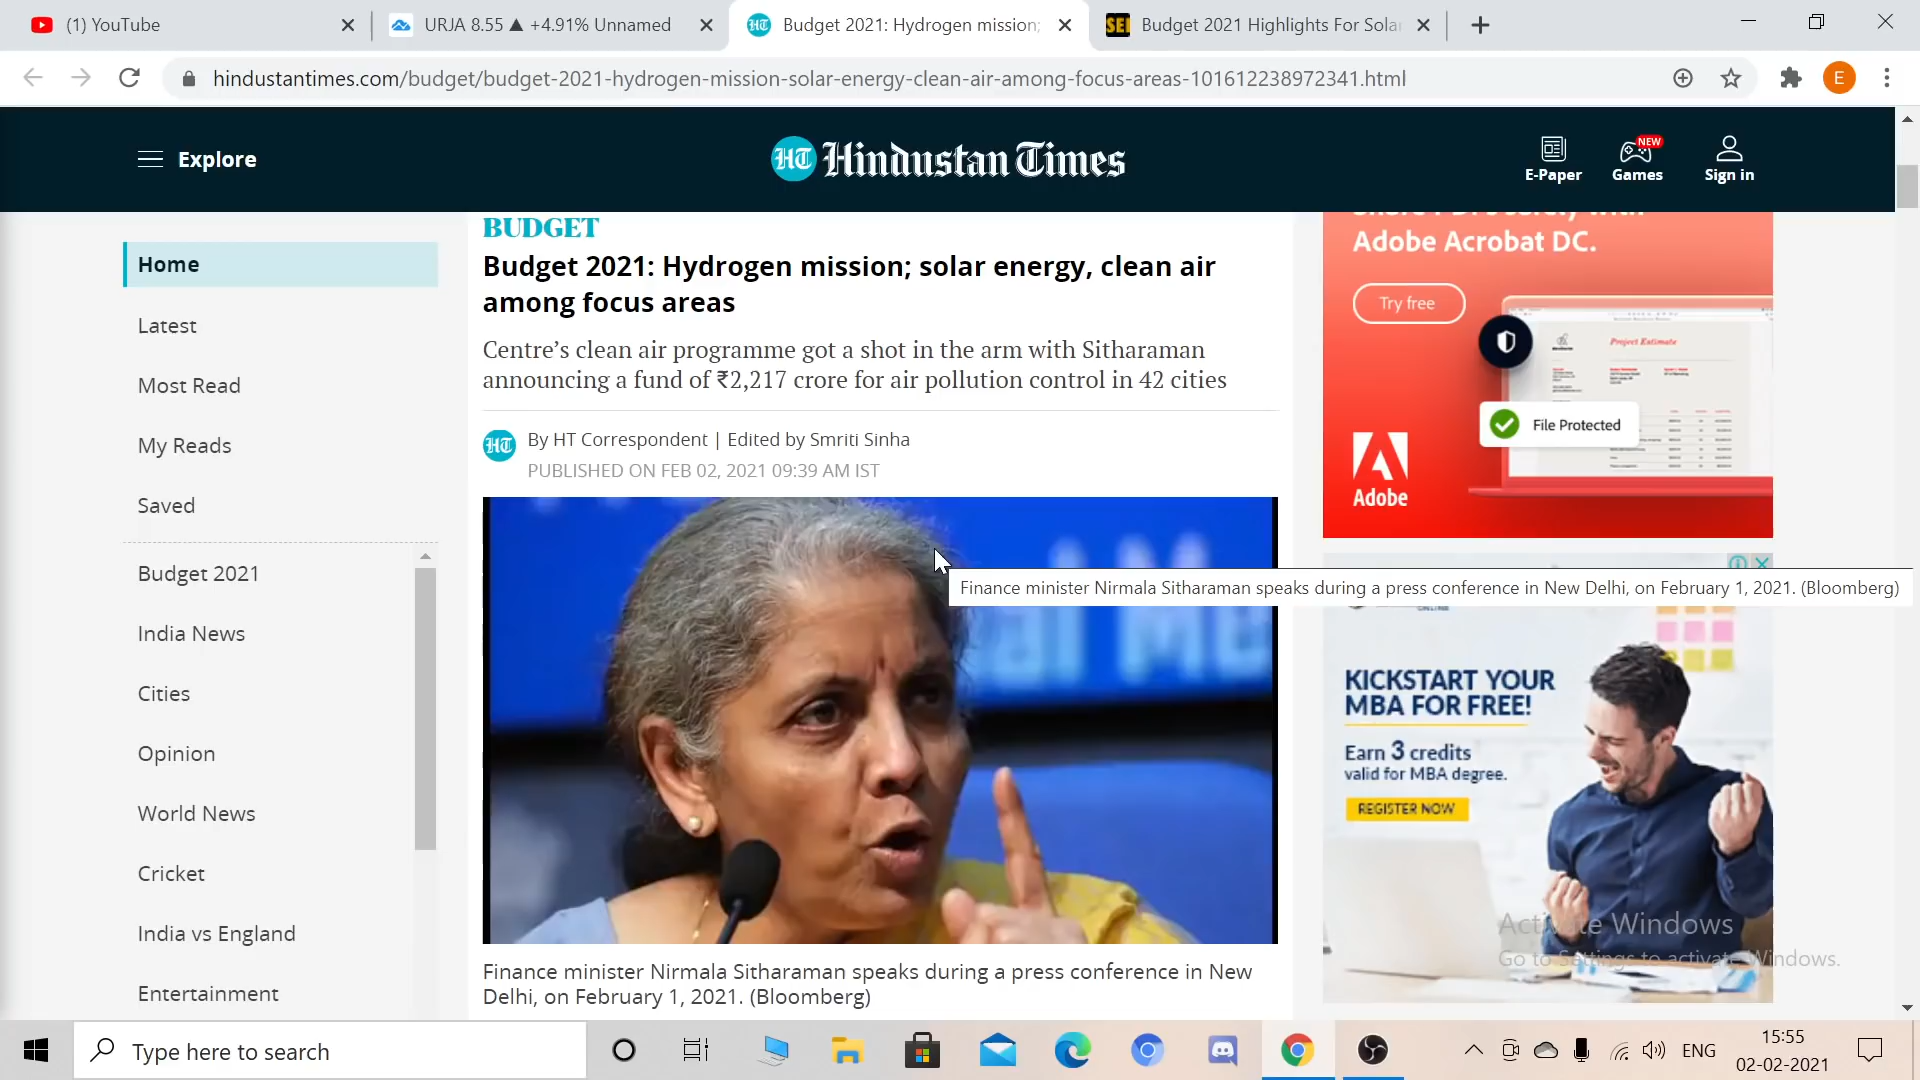 (1) YouTube
URJA 8.55 ▲ +4.91% Unnamed
Budget 2021: Hydrogen mission;
Budget 2021 Highlights For Sola
hindustantimes.com/budget/budget-2021-hydrogen-mission-solar-energy-clean-air-among-focus-areas-101612238972341.html
E
Explore
HT Hindustan Times
E-Paper
NEW
Games
Sign in
Home
Latest
Most Read
My Reads
Saved
Budget 2021
India News
Cities
Opinion
World News
Cricket
India vs England
Entertainment
BUDGET
Budget 2021: Hydrogen mission; solar energy, clean air
among focus areas
Centre’s clean air programme got a shot in the arm with Sitharaman
announcing a fund of ₹2,217 crore for air pollution control in 42 cities
HT
By HT Correspondent | Edited by Smriti Sinha
PUBLISHED ON FEB 02, 2021 09:39 AM IST
Finance minister Nirmala Sitharaman speaks during a press conference in New Delhi, on February 1, 2021. (Bloomberg)
Finance minister Nirmala Sitharaman speaks during a press conference in New
Delhi, on February 1, 2021. (Bloomberg)
Adobe Acrobat DC.
Try free
Project Estimate
File Protected
Adobe
KICKSTART YOUR
MBA FOR FREE!
Earn 3 credits
valid for MBA degree.
REGISTER NOW
Activate Windows
Go to Settings to activate Windows.
Type here to search
ENG
15:55
02-02-2021